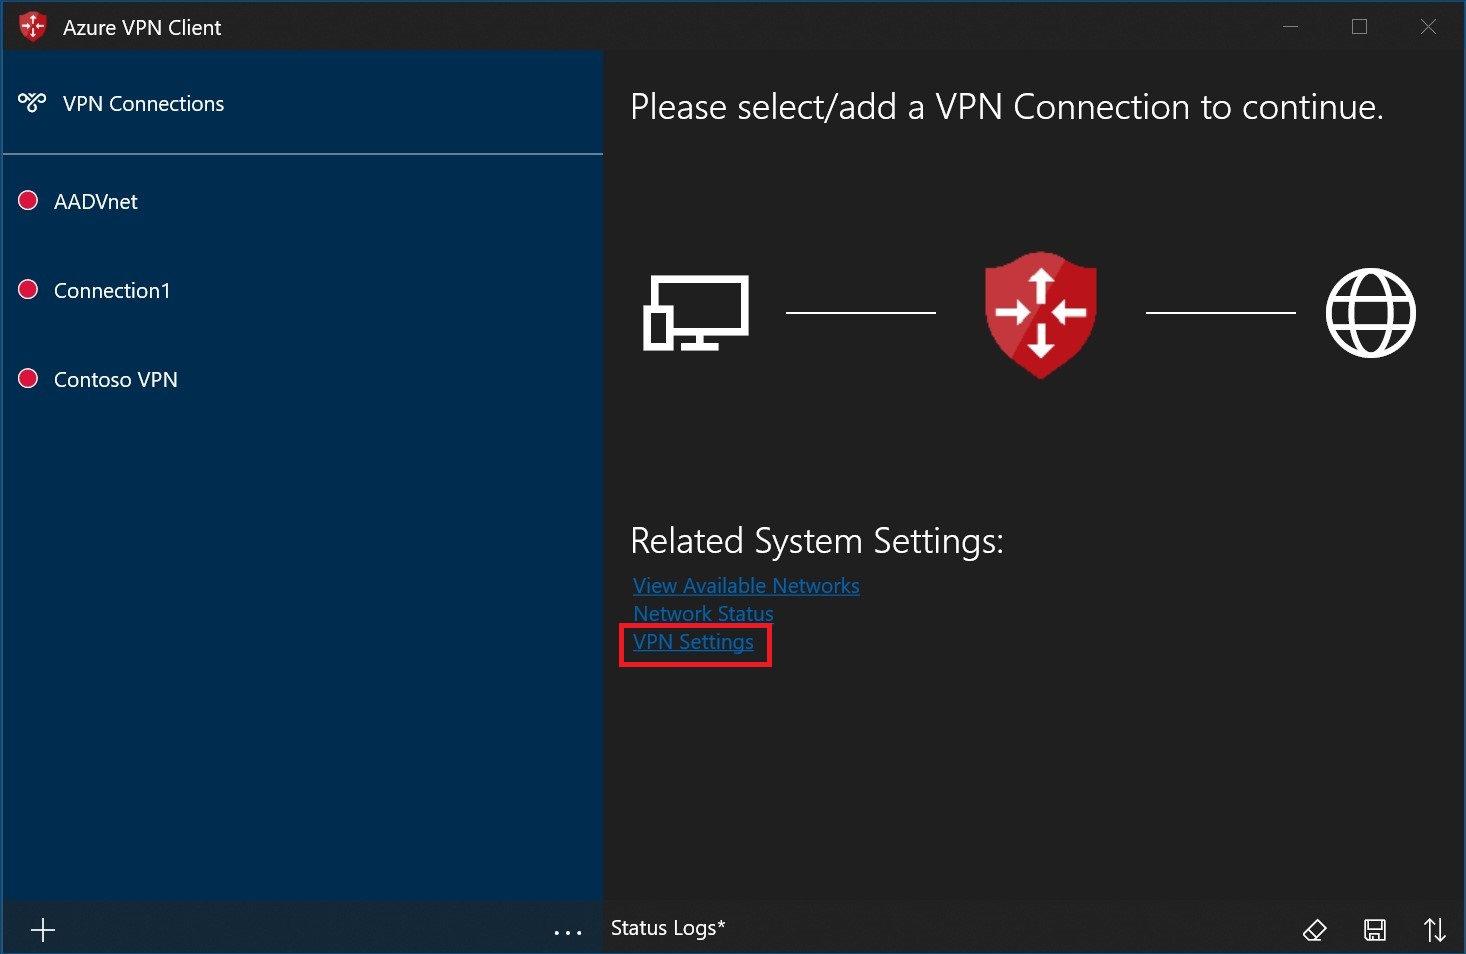 Azure VPN Client
VPN Connections
AADVnet
Connection1
Contoso VPN
Please select/add a VPN Connection to continue.
Related System Settings:
View Available Networks
Network Status
VPN Settings
Status Logs*